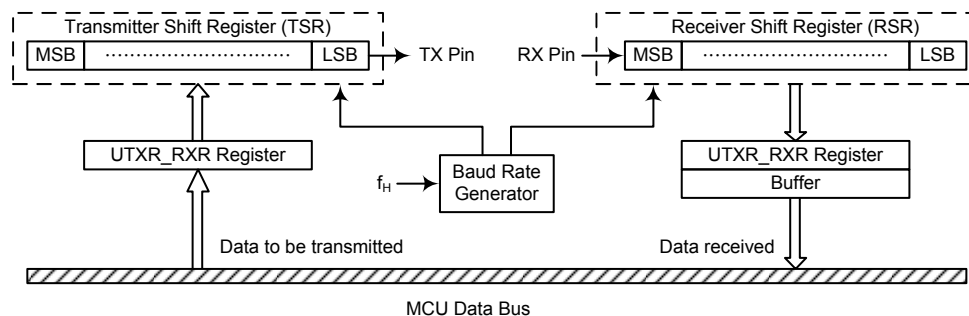 Transmitter Shift Register (TSR)
MSB ………………………… LSB
TX Pin
RX Pin
Receiver Shift Register (RSR)
MSB ………………………… LSB
UTXR_RXR Register
Baud Rate
Generator
fH
UTXR_RXR Register
Buffer
Data to be transmitted
Data received
MCU Data Bus